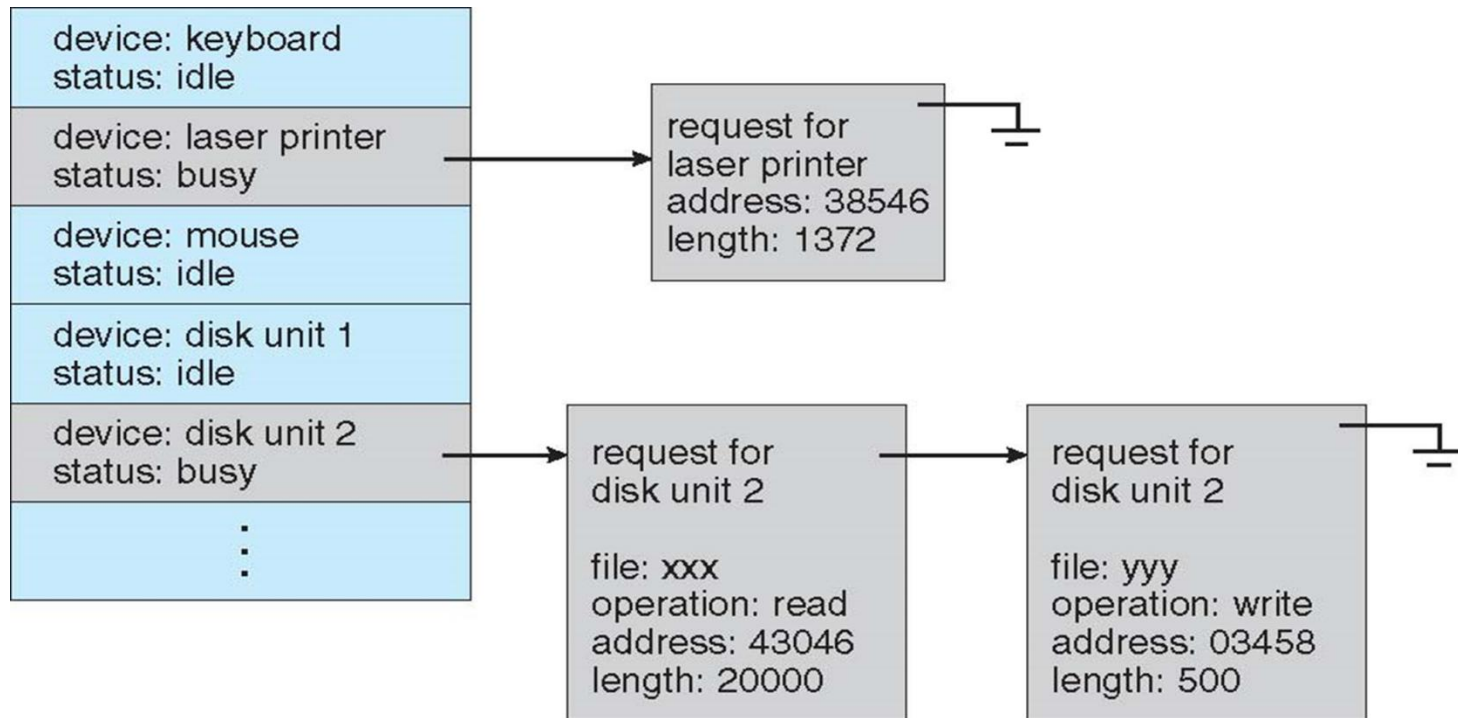 device: keyboard
status: idle
device: laser printer
status: busy
device: mouse
status: idle
device: disk unit 1
status: idle
device: disk unit 2
status: busy
request for
laser printer
address: 38546
length: 1372
request for
disk unit 2
file: xxx
operation: read
address: 43046
length: 20000
request for
disk unit 2
file: yyy
operation: write
address: 03458
length: 500